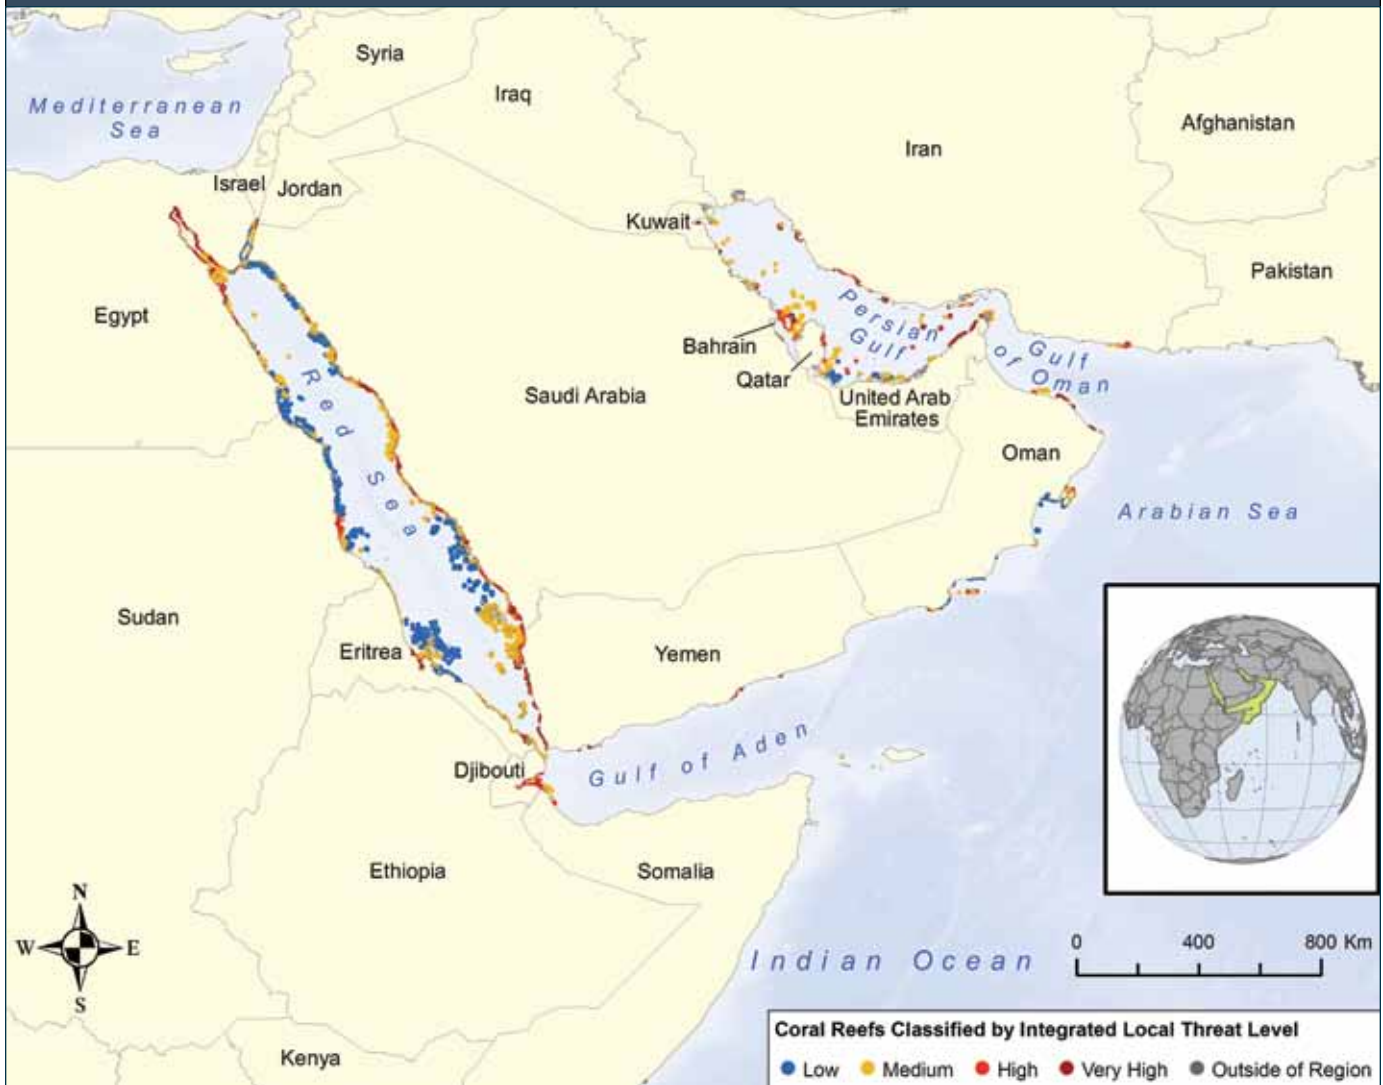 Syria
Mediterranean
Sea
Iraq
Afghanistan
Iran
Israel
Jordan
Kuwait
Pakistan
Egypt
Persian
Gulf
Bahrain
Gulf
of
Oman
Qatar
Saudi Arabia
United Arab
Emirates
Red Sea
Oman
Arabian Sea
Sudan
Eritrea
Yemen
Djibouti
Gulf of Aden
Ethiopia
Somalia
N
W
E
S
0
400
800 Km
Indian Ocean
Coral Reefs Classified by Integrated Local Threat Level
Low
Medium
High
Very High
Outside of Region
Kenya